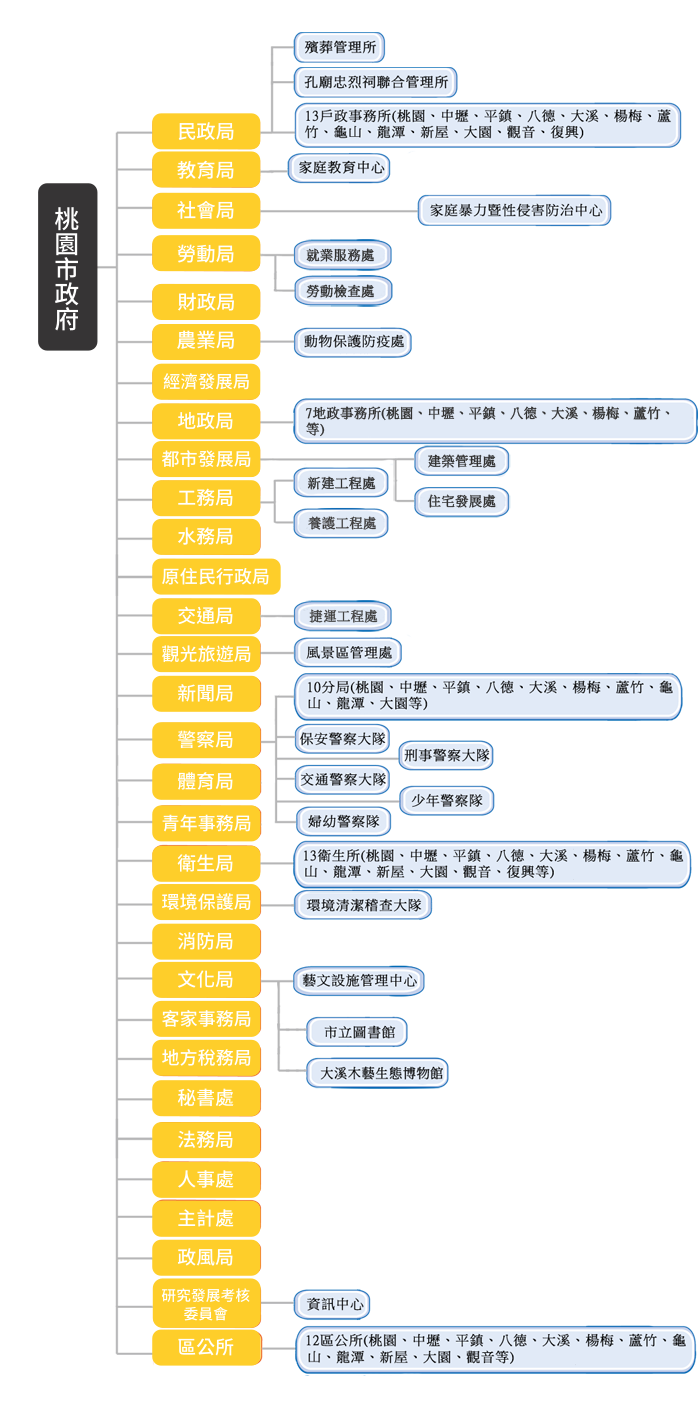 桃園市政府
殯葬管理所
孔廟忠烈祠聯合管理所
民政局
13戶政事務所(桃園、中壢、平鎮、八德、大溪、楊梅、蘆
竹、龜山、龍潭、新屋、大園、觀音、復興)
教育局
家庭教育中心
社會局
家庭暴力暨性侵害防治中心
勞動局
就業服務處
勞動檢查處
財政局
農業局
動物保護防疫處
經濟發展局
地政局
7地政事務所(桃園、中壢、平鎮、八德、大溪、楊梅、蘆竹、
等)
都市發展局
建築管理處
住宅發展處
工務局
新建工程處
養護工程處
水務局
原住民行政局
交通局
捷運工程處
觀光旅遊局
風景區管理處
新聞局
10分局(桃園、中壢、平鎮、八德、大溪、楊梅、蘆竹、龜
山、龍潭、大園等)
警察局
保安警察大隊
刑事警察大隊
交通警察大隊
少年警察隊
婦幼警察隊
體育局
青年事務局
衛生局
13衛生所(桃園、中壢、平鎮、八德、大溪、楊梅、蘆竹、龜
山、龍潭、新屋、大園、觀音、復興等)
環境保護局
環境清潔稽查大隊
消防局
文化局
藝文設施管理中心
市立圖書館
大溪木藝生態博物館
客家事務局
地方稅務局
秘書處
法務局
人事處
主計處
政風局
研究發展考核
委員會
資訊中心
區公所
12區公所(桃園、中壢、平鎮、八德、大溪、楊梅、蘆竹、龜
山、龍潭、新屋、大園、觀音等)